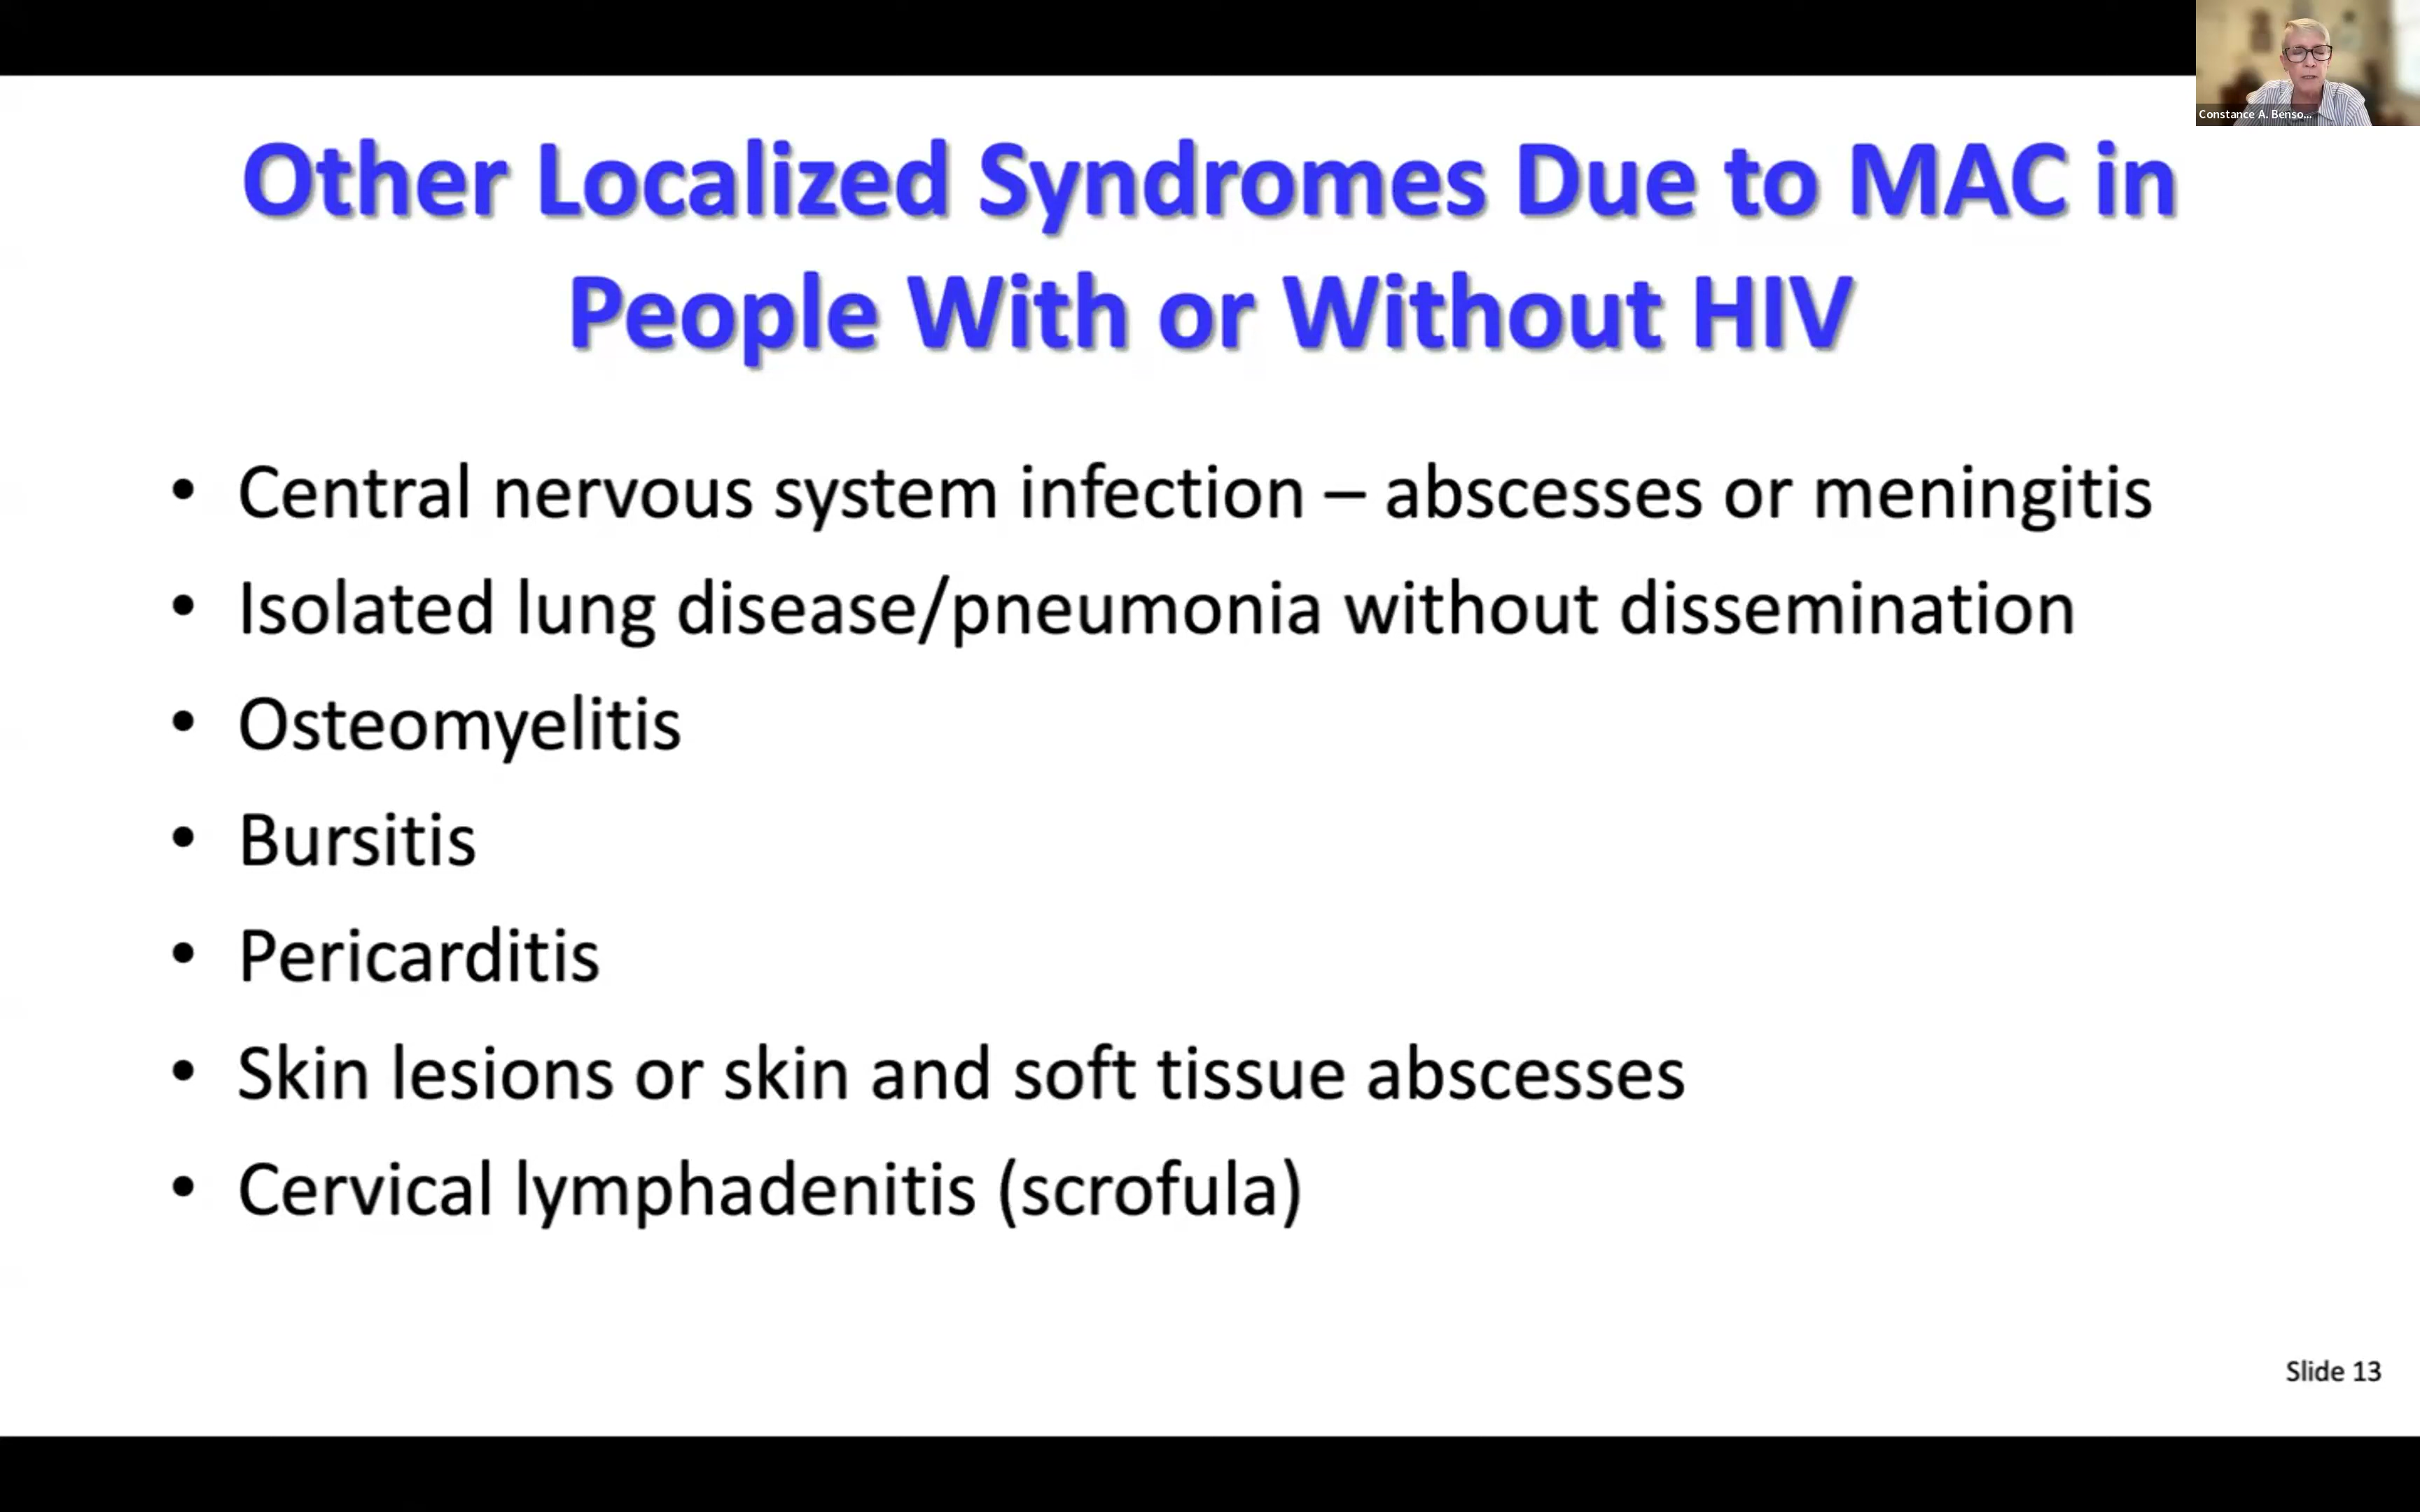 Constance A. Benso...
Other Localized Syndromes Due to MAC in
People With or Without HIV
• Central nervous system infection – abscesses or meningitis
• Isolated lung disease/pneumonia without dissemination
• Osteomyelitis
• Bursitis
• Pericarditis
• Skin lesions or skin and soft tissue abscesses
• Cervical lymphadenitis (scrofula)
Slide 13